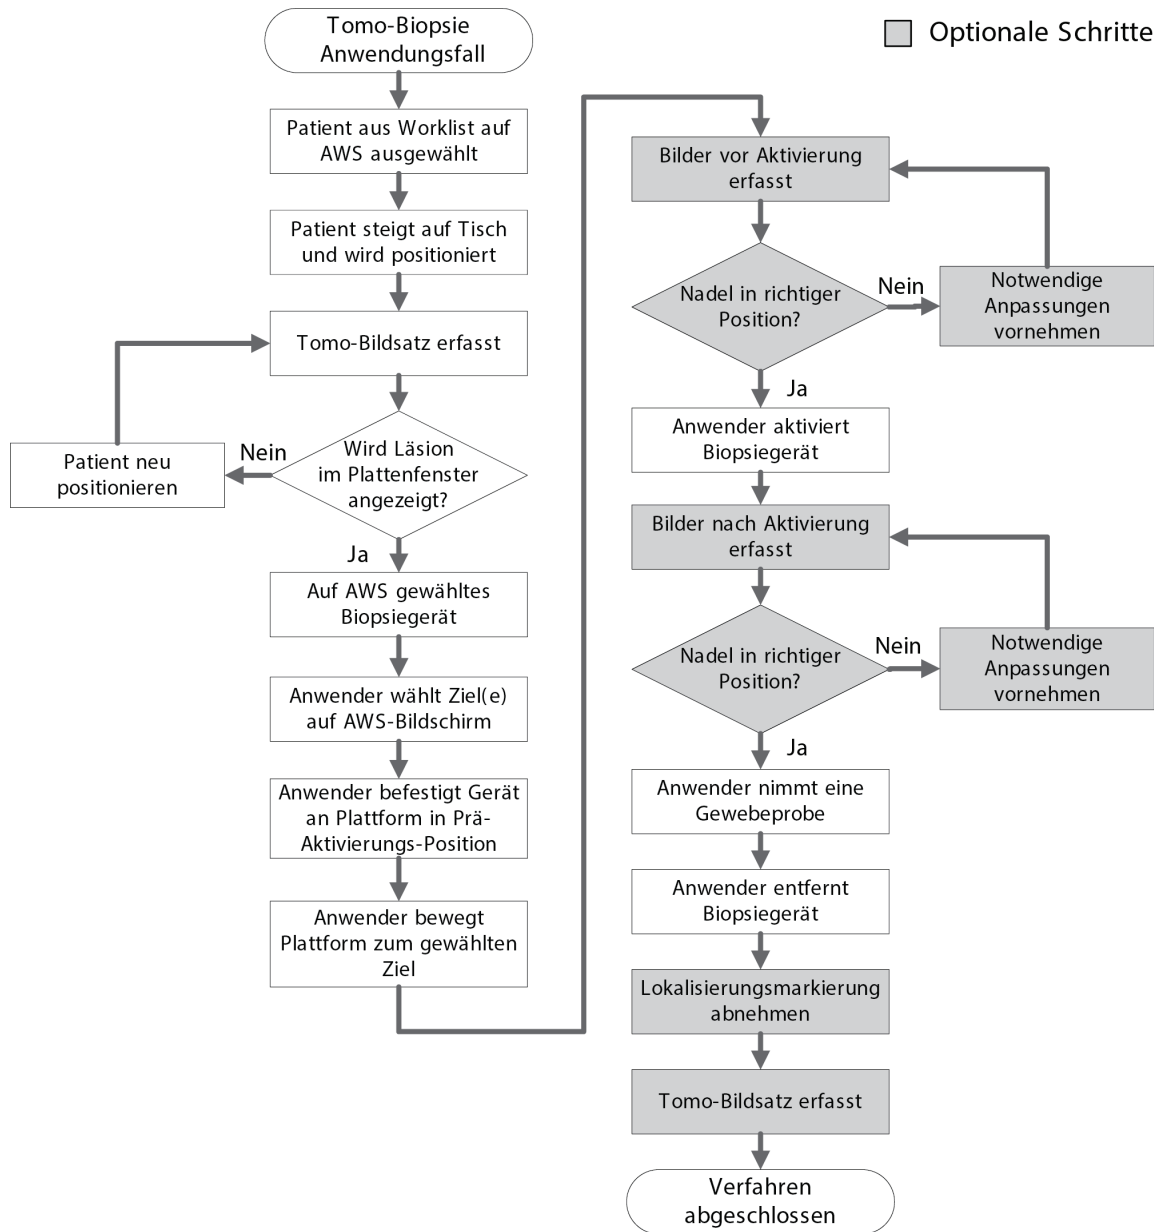 Tomo-Biopsie
Anwendungsfall
Optionale Schritte
Patient aus Worklist auf
AWS ausgewählt
Patient steigt auf Tisch
und wird positioniert
Tomo-Bildsatz erfasst
Wird Läsion
im Plattenfenster
angezeigt?
Nein
Patient neu
positionieren
Ja
Auf AWS gewähltes
Biopsiegerät
Anwender wählt Ziel(e)
auf AWS-Bildschirm
Anwender befestigt Gerät
an Plattform in Prä-
Aktivierungs-Position
Anwender bewegt
Plattform zum gewählten
Ziel
Bilder vor Aktivierung
erfasst
Nadel in richtiger
Position?
Nein
Notwendige
Anpassungen
vornehmen
Ja
Anwender aktiviert
Biopsiegerät
Bilder nach Aktivierung
erfasst
Nadel in richtiger
Position?
Nein
Notwendige
Anpassungen
vornehmen
Ja
Anwender nimmt eine
Gewebeprobe
Anwender entfernt
Biopsiegerät
Lokalisierungsmarkierung
abnehmen
Tomo-Bildsatz erfasst
Verfahren
abgeschlossen